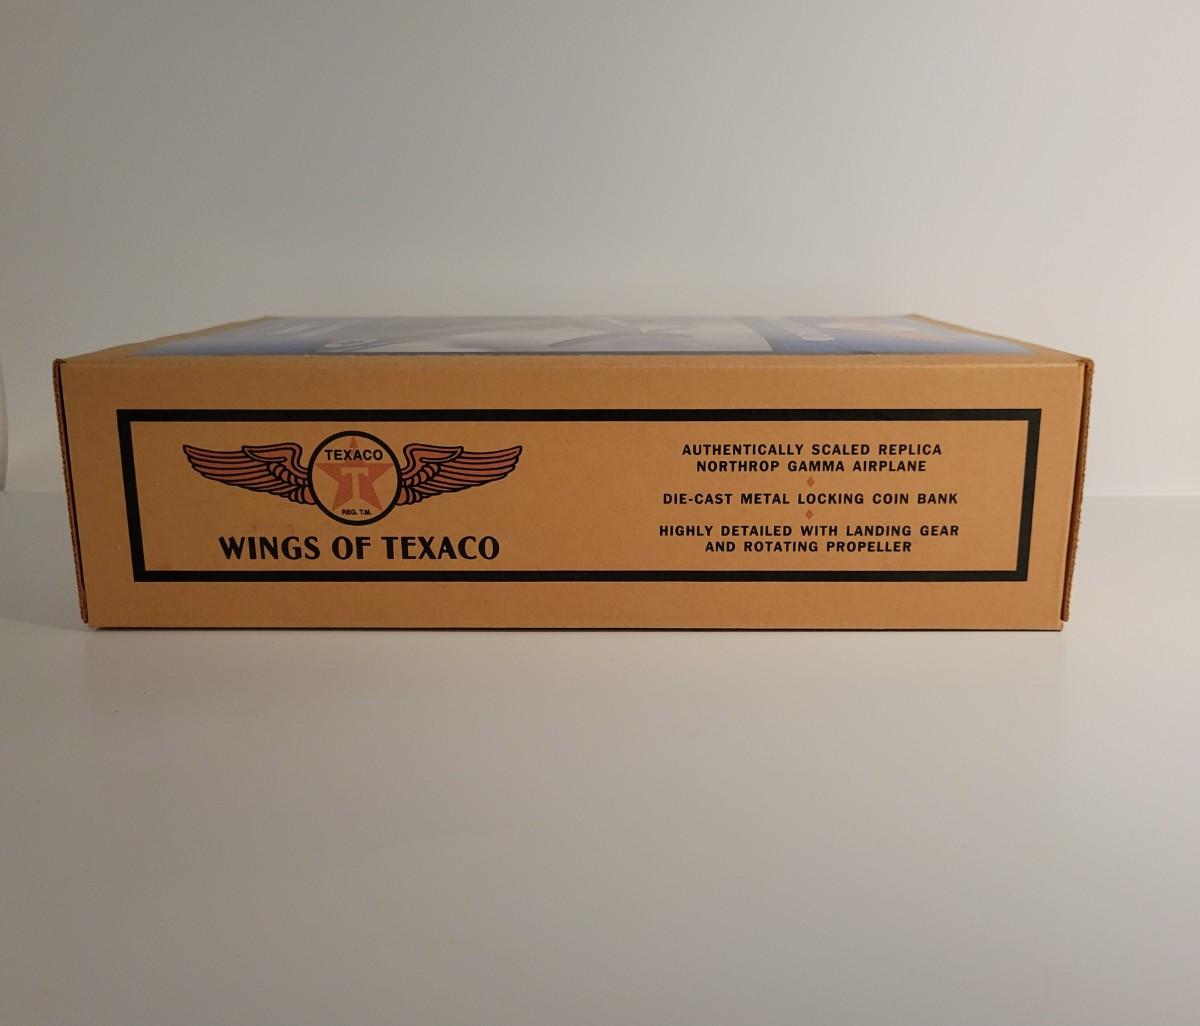 TEXACO
T
REG. T.M.
WINGS OF TEXACO
AUTHENTICALLY SCALED REPLICA
NORTHROP GAMMA AIRPLANE
DIE-CAST METAL LOCKING COIN BANK
HIGHLY DETAILED WITH LANDING GEAR
AND ROTATING PROPELLER